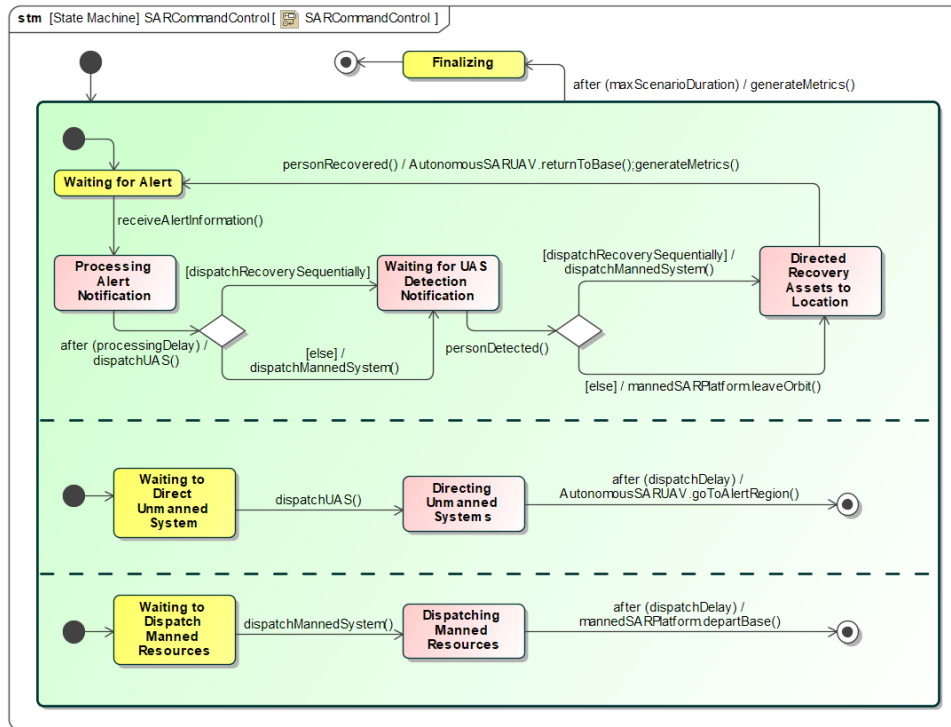 stm [State Machine] SARCommandControl [ SARCommandControl ]
Finalizing
after (maxScenarioDuration) / generateMetrics()
personRecovered() / AutonomousSARUAV.returnToBase();generateMetrics()
Waiting for Alert
receiveAlertInformation()
Processing
Alert
Notification
[dispatchRecoverySequentially]
Waiting for UAS
Detection
Notification
[dispatchRecoverySequentially] /
dispatchMannedSystem()
Directed
Recovery
Assets to
Location
after (processingDelay) /
dispatchUAS()
[else] /
dispatchMannedSystem()
personDetected()
[else] / mannedSARPlatform.leaveOrbit()
Waiting to
Direct
Unmanned
System
dispatchUAS()
Directing
Unmanned
Systems
after (dispatchDelay) /
AutonomousSARUAV.goToAlertRegion()
Waiting to
Dispatch
Manned
Resources
dispatchMannedSystem()
Dispatching
Manned
Resources
after (dispatchDelay) /
mannedSARPlatform.departBase()